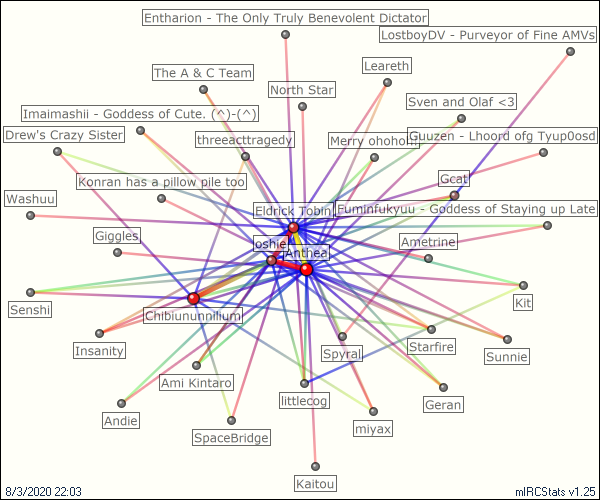 Entharion - The Only Truly Benevolent Dictator
LostboyDV - Purveyor of Fine AMVs
Leareth
The A & C Team
North Star
Sven and Olaf <3
Imaimashii - Goddess of Cute. (^)-(^)
Drew's Crazy Sister
threeacttragedy
Merry ohohoh
Guuzen - Lhoord ofg Tyup0osd
Konran has a pillow pile too
Gcat
Washuu
Eldrick Tobin
Fuminfukyuu - Goddess of Staying up Late
Giggles
Joshie
Anthea
Ametrine
Senshi
Chibununnilium
Kit
Insanity
Spyral
Starfire
Sunnie
Ami Kintaro
littlecog
Geran
Andie
SpaceBridge
miyax
Kaitou
8/3/2020 22:03
mIRCStats v1.25